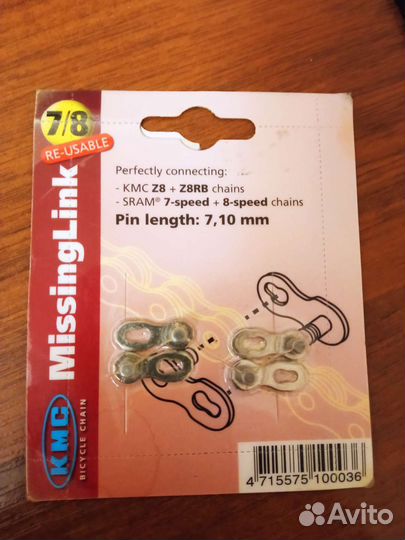 7/8
RE-USABLE
MissingLink
KMC
BICYCLE CHAIN
Perfectly connecting:
- KMC Z8 + Z8RB chains
- SRAM® 7-speed + 8-speed chains
Pin length: 7,10 mm
4 715575 100036
Avito